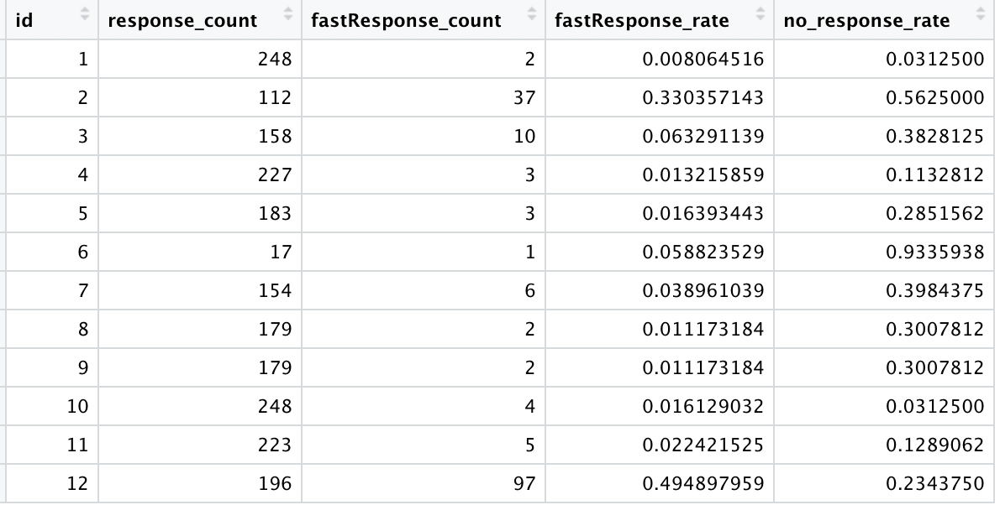 id response_count fastResponse_count fastResponse_rate no_response_rate
1 248 2 0.008064516 0.0312500
2 112 37 0.330357143 0.5625000
3 158 10 0.063291139 0.3828125
4 227 3 0.013215859 0.1132812
5 183 3 0.016393443 0.2851562
6 17 1 0.058823529 0.9335938
7 154 6 0.038961039 0.3984375
8 179 2 0.011173184 0.3007812
9 179 2 0.011173184 0.3007812
10 248 4 0.016129032 0.0312500
11 223 5 0.022421525 0.1289062
12 196 97 0.494897959 0.2343750